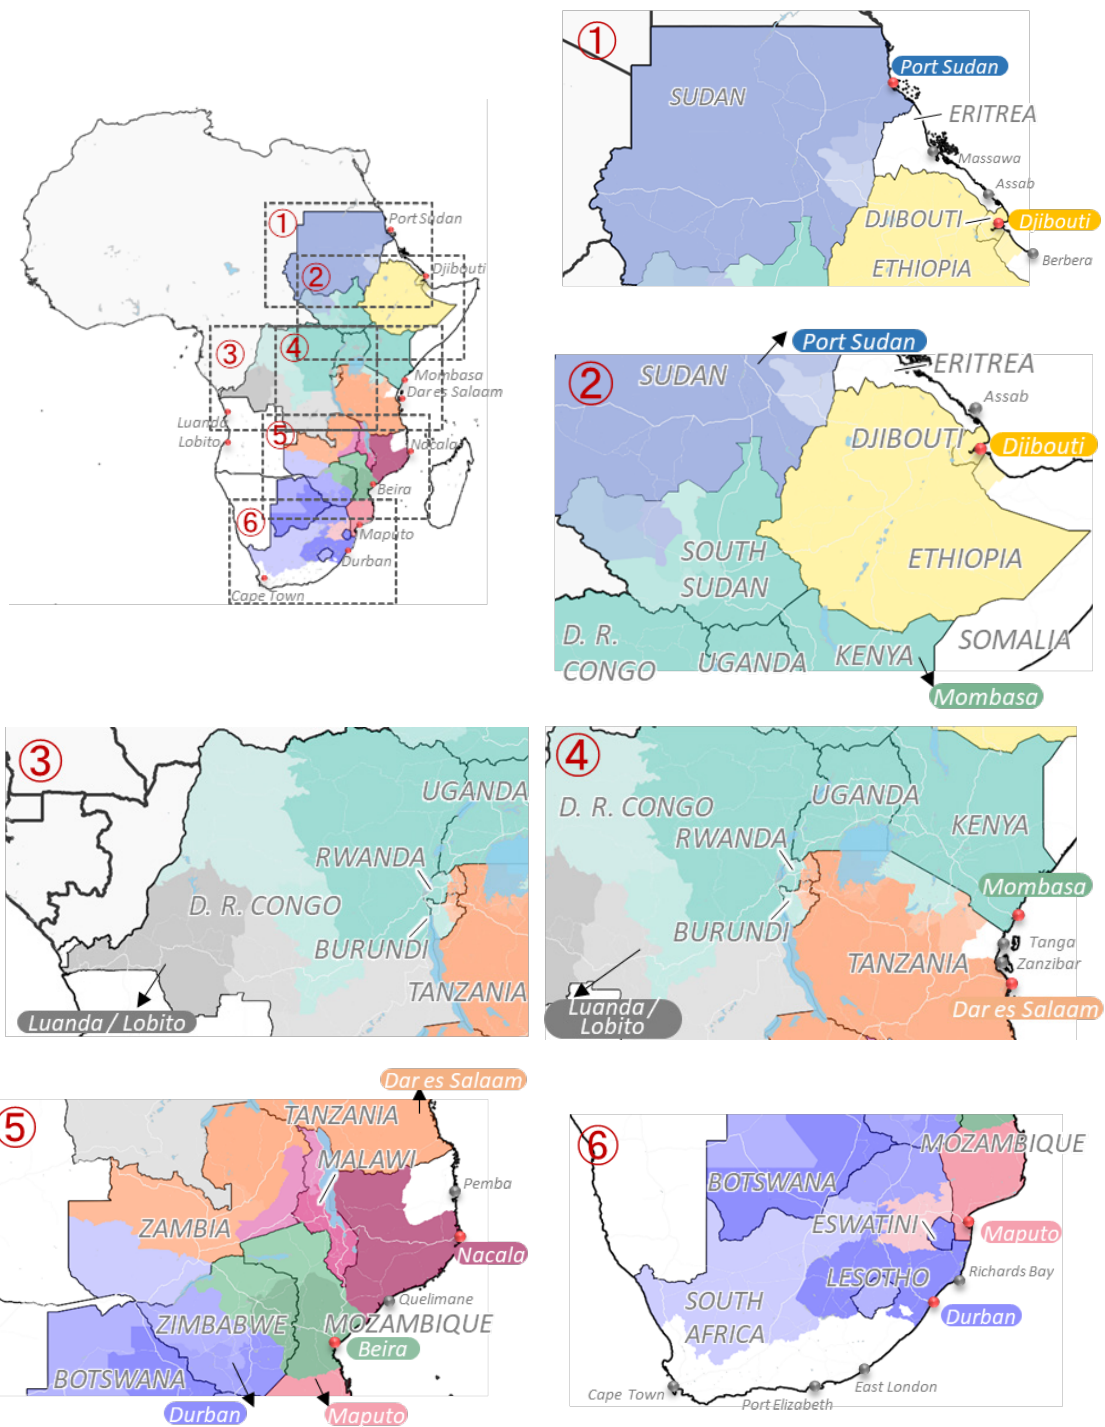 ①
Port Sudan
②
Djibouti
③
④
Mombasa
Dar es Salaam
Luanda
Lobito
⑤
Nacala
Beira
⑥
Maputo
Durban
Cape Town
①
Port Sudan
SUDAN
ERITREA
Massawa
Assab
DJIBOUTI
Djibouti
ETHIOPIA
Berbera
Port Sudan
②
SUDAN
ERITREA
Assab
DJIBOUTI
Djibouti
SOUTH
SUDAN
ETHIOPIA
D. R.
CONGO
UGANDA
KENYA
SOMALIA
Mombasa
③
UGANDA
RWANDA
D. R. CONGO
BURUNDI
TANZANIA
Luanda / Lobito
④
D. R. CONGO
UGANDA
RWANDA
KENYA
Mombasa
BURUNDI
Tanga
TANZANIA
Zanzibar
Luanda /
Lobito
Dar es Salaam
Dar es Salaam
⑤
TANZANIA
MALAWI
Pemba
ZAMBIA
Nacala
Quelimane
ZIMBABWE
MOZAMBIQUE
Beira
BOTSWANA
Durban
Maputo
⑥
MOZAMBIQUE
BOTSWANA
ESWATINI
Maputo
LESOTHO
Richards Bay
SOUTH
AFRICA
Durban
East London
Cape Town
Port Elizabeth